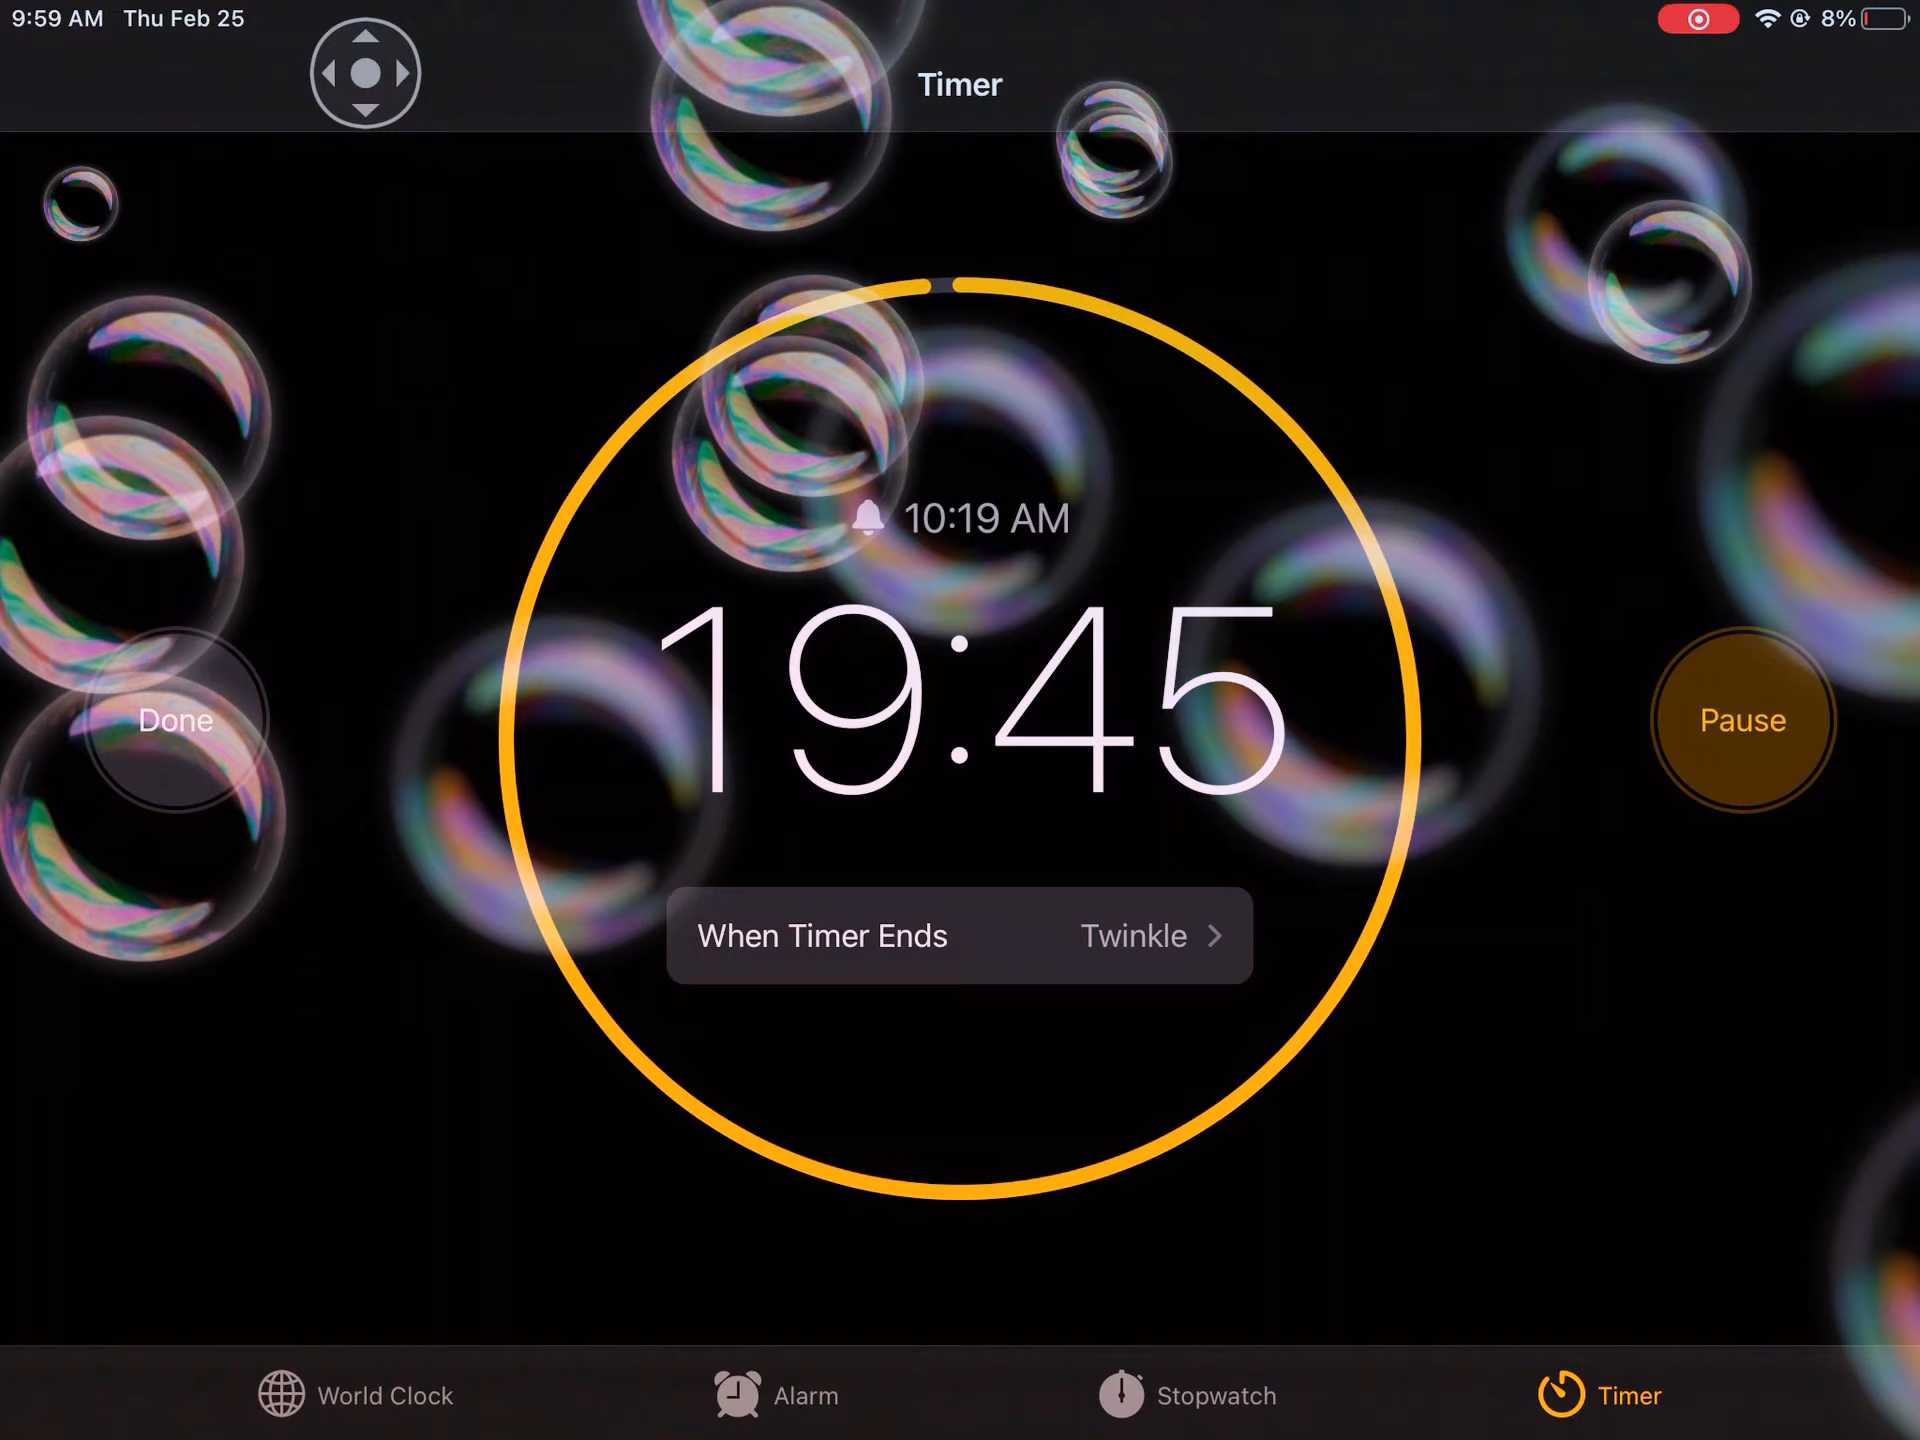 9:59 AM Thu Feb 25
8%
Timer
10:19 AM
19:45
Done
Pause
When Timer Ends Twinkle
World Clock Alarm Stopwatch Timer